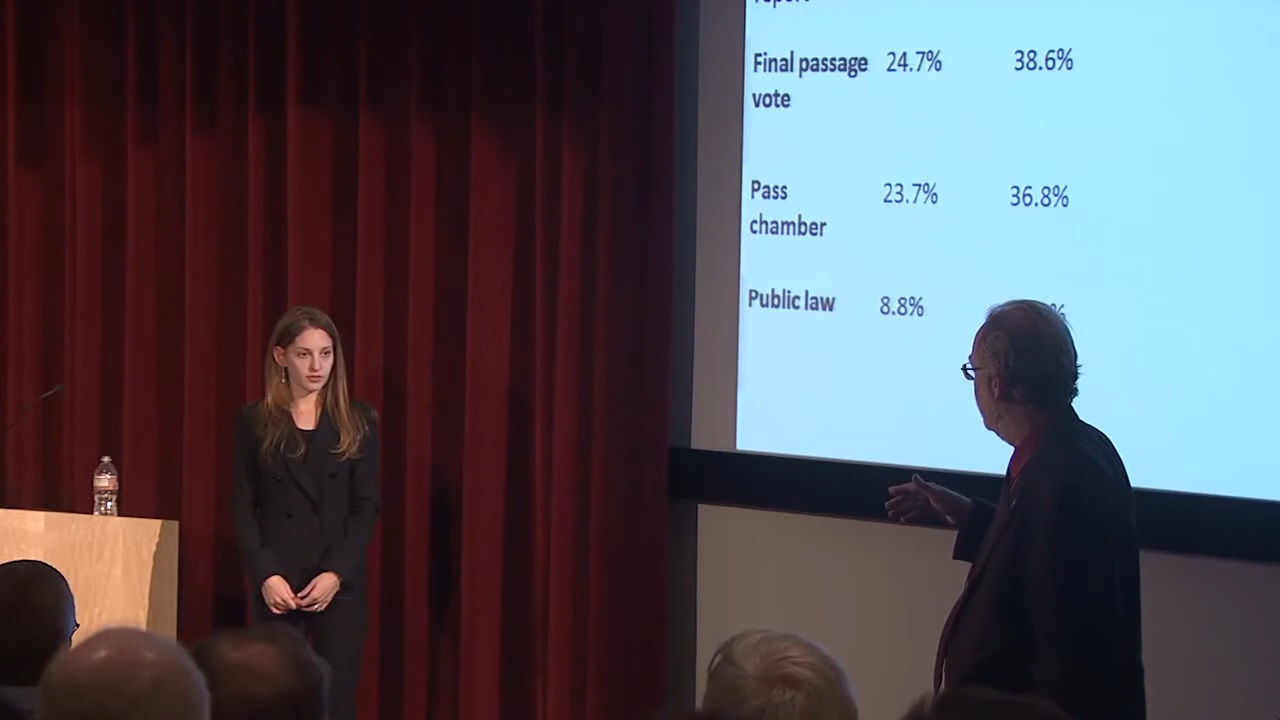 Final passage 24.7% 38.6%
vote
Pass 23.7% 36.8%
chamber
Public law 8.8% %